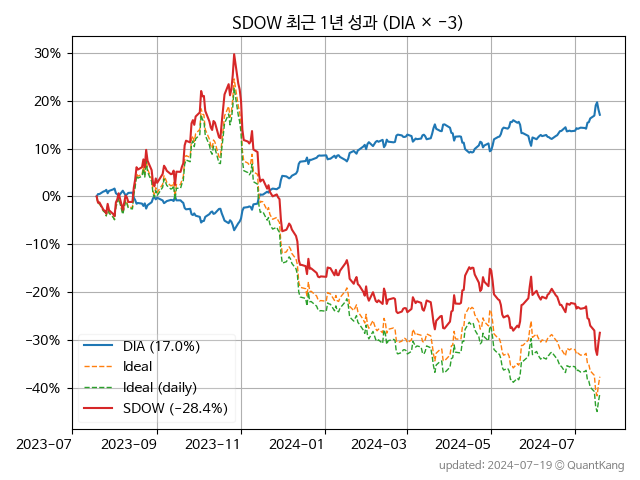 SDOW 최근 1년 성과 (DIA × −3)
30%
20%
10%
0%
−10%
−20%
−30%
−40%
DIA (17.0%)
Ideal
Ideal (daily)
SDOW (−28.4%)
2023-07 2023-09 2023-11 2024-01 2024-03 2024-05 2024-07
updated: 2024-07-19 © QuantKang